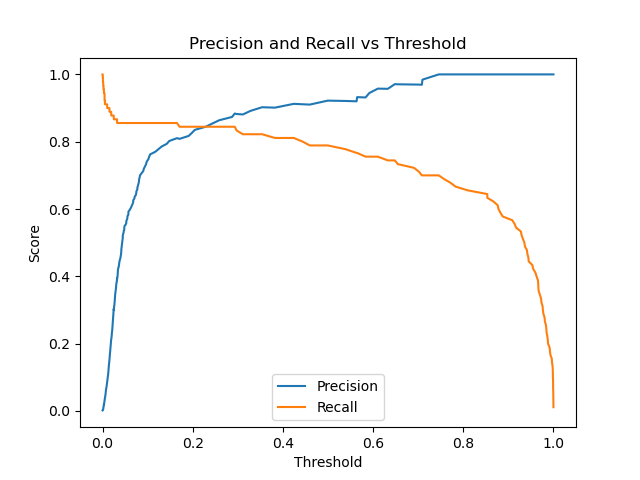 Precision and Recall vs Threshold
1.0
0.8
0.6
0.4
0.2
0.0
Score
Precision
Recall
0.0 0.2 0.4 0.6 0.8 1.0
Threshold